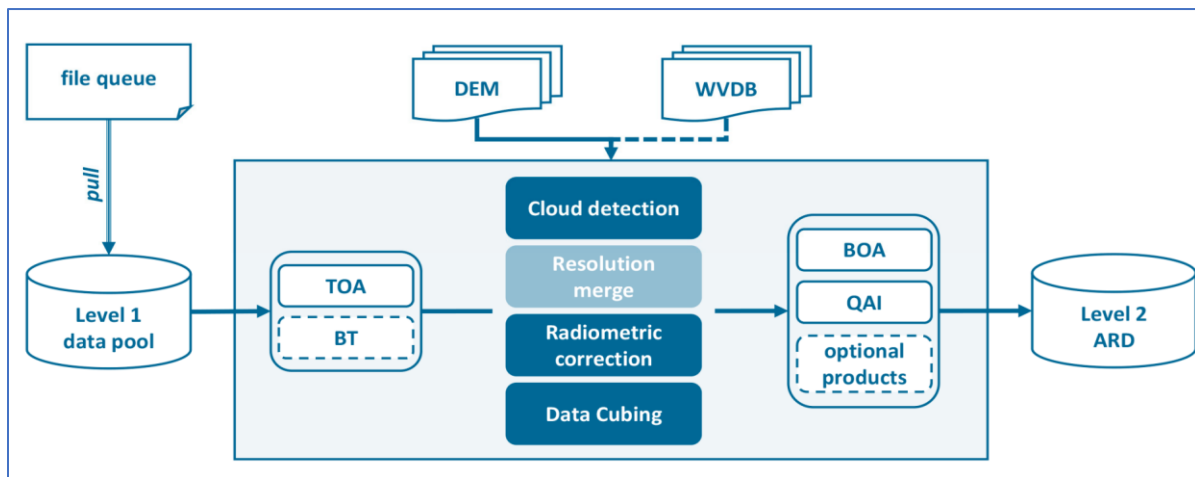 file queue
DEM
WVDB
pull
Cloud detection
Resolution
merge
Radiometric
correction
Data Cubing
TOA
BT
BOA
QAI
optional
products
Level 1
data pool
Level 2
ARD